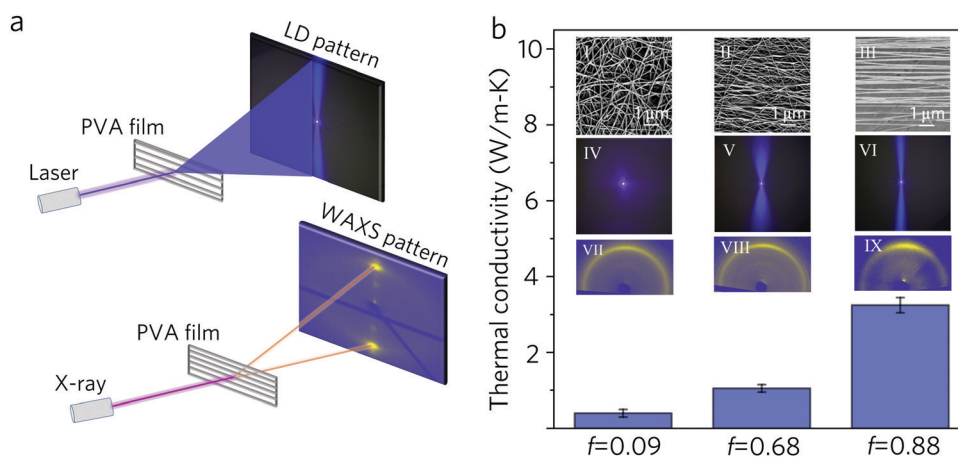 a
LD pattern
PVA film
Laser
WAXS pattern
PVA film
X-ray
b
Thermal conductivity (W/m-K)
10
8
6
4
2
I
II
III
1 μm
1 μm
1 μm
IV
V
VI
VII
VIII
IX
f=0.09
f=0.68
f=0.88